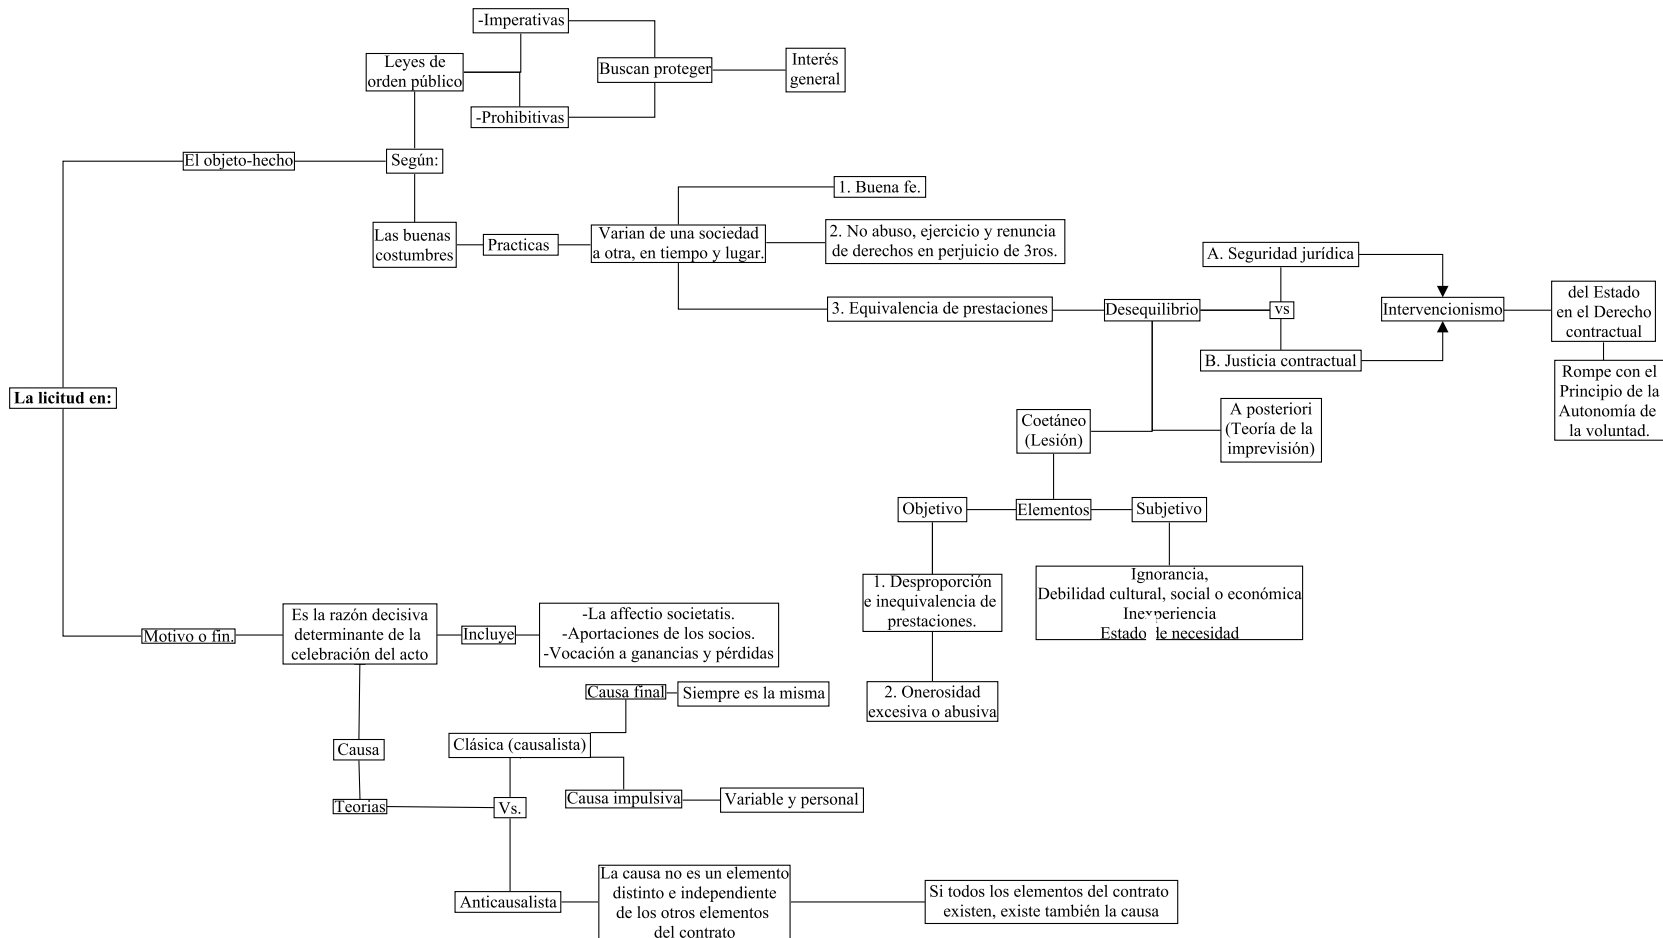 -Imperativas
Leyes de
orden público
Buscan proteger
Interés
general
-Prohibitivas
El objeto-hecho
Según:
Las buenas
costumbres
Practicas
Varian de una sociedad
a otra, en tiempo y lugar.
1. Buena fe.
2. No abuso, ejercicio y renuncia
de derechos en perjuicio de 3ros.
3. Equivalencia de prestaciones
Desequilibrio
A. Seguridad jurídica
vs
B. Justicia contractual
Intervencionismo
del Estado
en el Derecho
contractual
Rompe con el
Principio de la
Autonomía de
la voluntad.
La licitud en:
Coetáneo
(Lesión)
A posteriori
(Teoría de la
imprevisión)
Objetivo
Elementos
Subjetivo
1. Desproporción
e inequivalencia de
prestaciones.
2. Onerosidad
excesiva o abusiva
Ignorancia,
Debilidad cultural, social o económica
Inexperiencia
Estado de necesidad
Motivo o fin.
Es la razón decisiva
determinante de la
celebración del acto
Incluye
-La affectio societatis.
-Aportaciones de los socios.
-Vocación a ganancias y pérdidas
Causa
Teorías
Vs.
Clásica (causalista)
Causa final
Siempre es la misma
Causa impulsiva
Variable y personal
Anticausalista
La causa no es un elemento
distinto e independiente
de los otros elementos
del contrato
Si todos los elementos del contrato
existen, existe también la causa